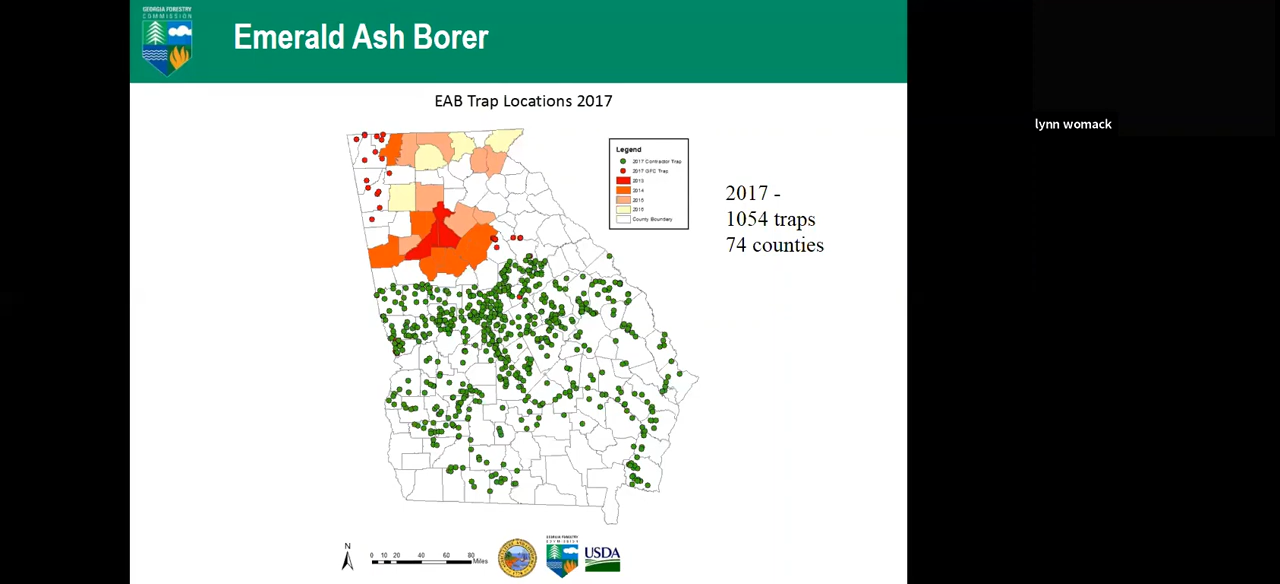 GEORGIA FORESTRY
COMMISSION
Emerald Ash Borer
lynn womack
EAB Trap Locations 2017
Legend
2017 Contractor Trap
2017 GFC Trap
2013
2014
2015
2016
County Boundary
2017 -
1054 traps
74 counties
N
0 10 20 40 60 80
Miles
USDA